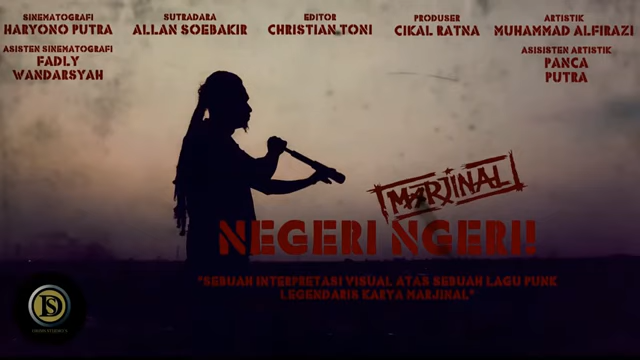 SINEMATOGRAFI
HARYONO PUTRA
ASISTEN SINEMATOGRAFI
FADLY
WANDARSYAH
SUTRADARA
ALLAN SOEBAKIR
EDITOR
CHRISTIAN TONI
PRODUSER
CIKAL RATNA
ARTISTIK
MUHAMMAD ALFIRAZI
ASISISTEN ARTISTIK
PANCA
PUTRA
MARJINAL
NEGERI NGERI!
"SEBUAH INTERPRETASI VISUAL ATAS SEBUAH LAGU PUNK
LEGENDARIS KARYA MARJINAL"